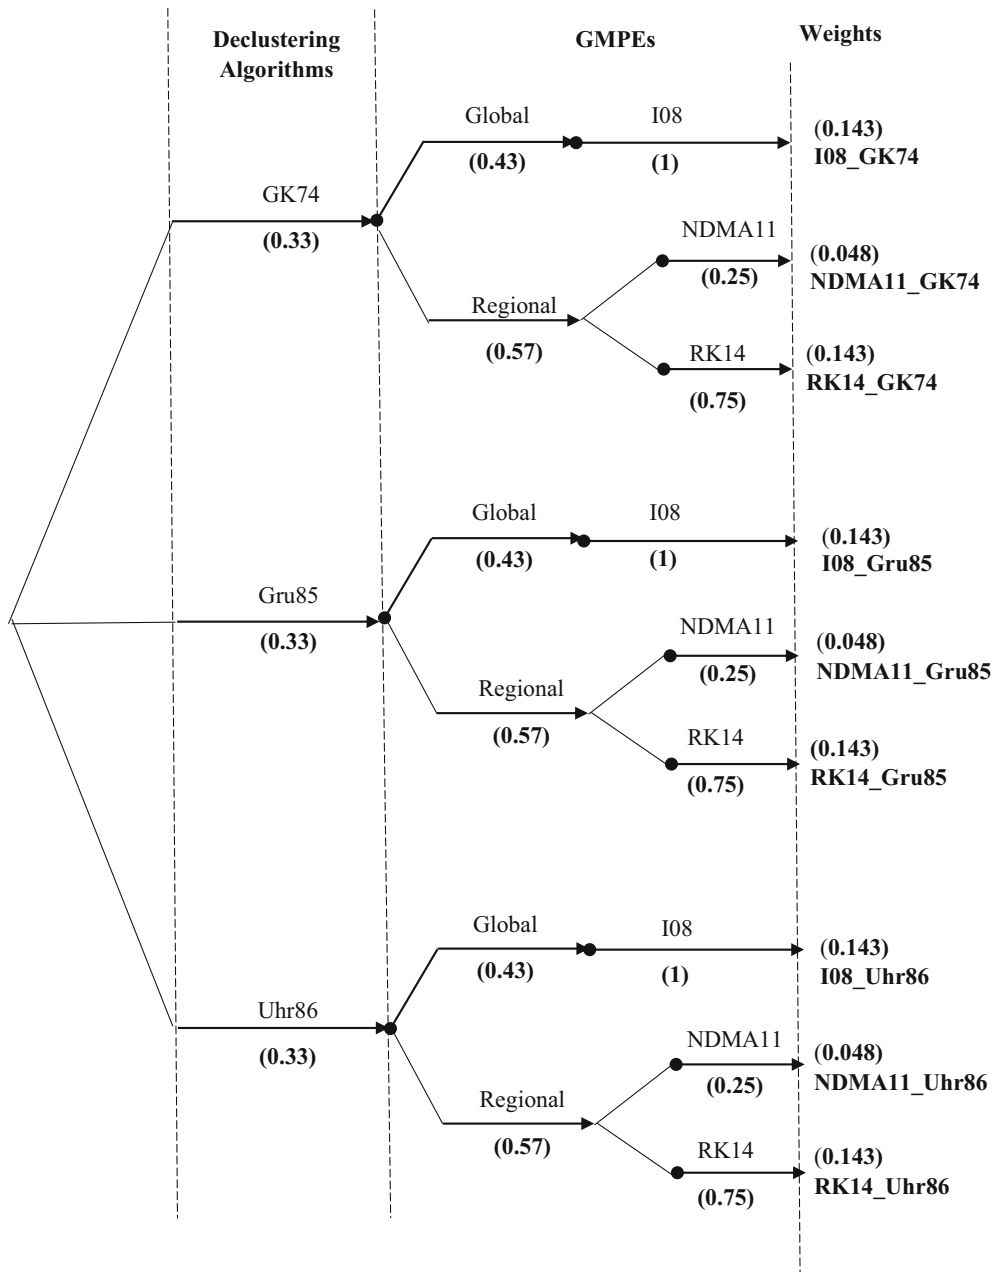 Declustering
Algorithms
GMPEs
Weights
Global
(0.43)
I08
(1)
(0.143)
I08_GK74
GK74
(0.33)
NDMA11
(0.25)
(0.048)
NDMA11_GK74
Regional
(0.57)
RK14
(0.75)
(0.143)
RK14_GK74
Global
(0.43)
I08
(1)
(0.143)
I08_Gru85
Gru85
(0.33)
NDMA11
(0.25)
(0.048)
NDMA11_Gru85
Regional
(0.57)
RK14
(0.75)
(0.143)
RK14_Gru85
Global
(0.43)
I08
(1)
(0.143)
I08_Uhr86
Uhr86
(0.33)
NDMA11
(0.25)
(0.048)
NDMA11_Uhr86
Regional
(0.57)
RK14
(0.75)
(0.143)
RK14_Uhr86